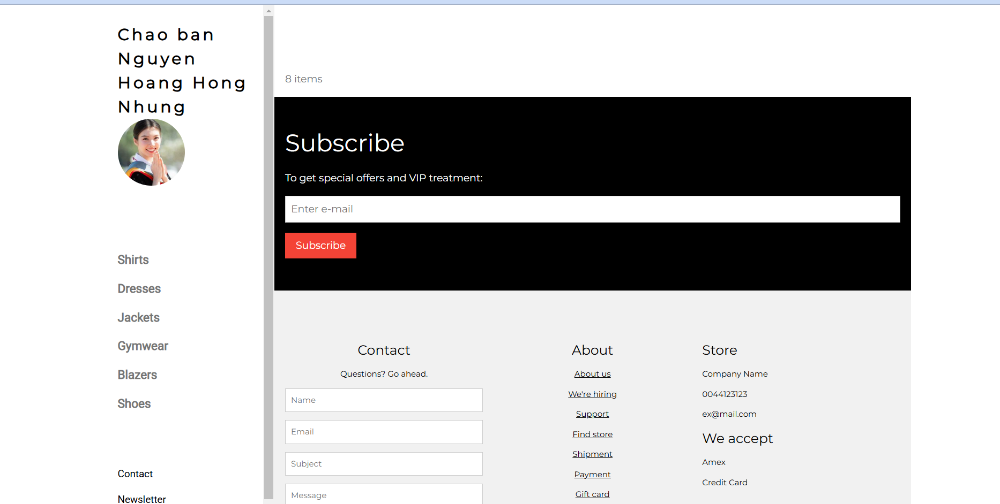 Chao ban
Nguyen
Hoang Hong
Nhung
Shirts
Dresses
Jackets
Gymwear
Blazers
Shoes
Contact
Newsletter
8 items
Subscribe
To get special offers and VIP treatment:
Enter e-mail
Subscribe
Contact
Questions? Go ahead.
Name
Email
Subject
Message
About
About us
We're hiring
Support
Find store
Shipment
Payment
Gift card
Store
Company Name
0044123123
ex@mail.com
We accept
Amex
Credit Card